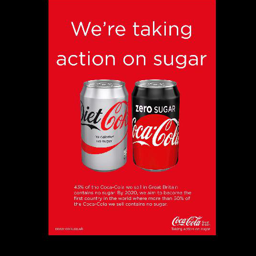 We're taking
action on sugar
Diet Coke
no sugar
zero SUGAR
Coca-Cola
43% of the Coca-Cola we sell in Great Britain
contains no sugar. By 2020, we aim to become the
first country in the world where more than 50% of
the Coca-Cola we sell contains no sugar.
Coca-Cola
Taking action on sugar